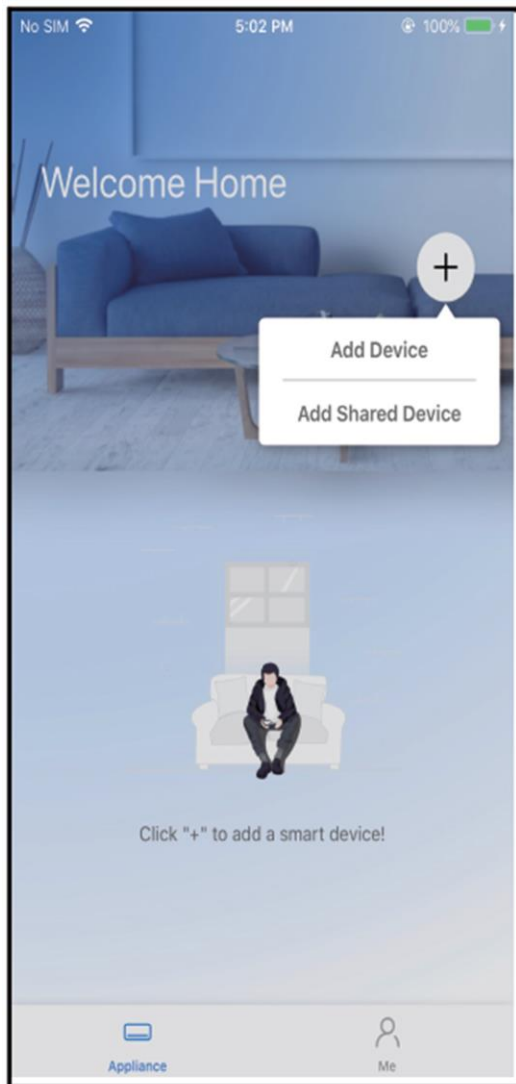 No SIM 5:02 PM 100%
Welcome Home
+
Add Device
Add Shared Device
Click "+" to add a smart device!
Appliance Me